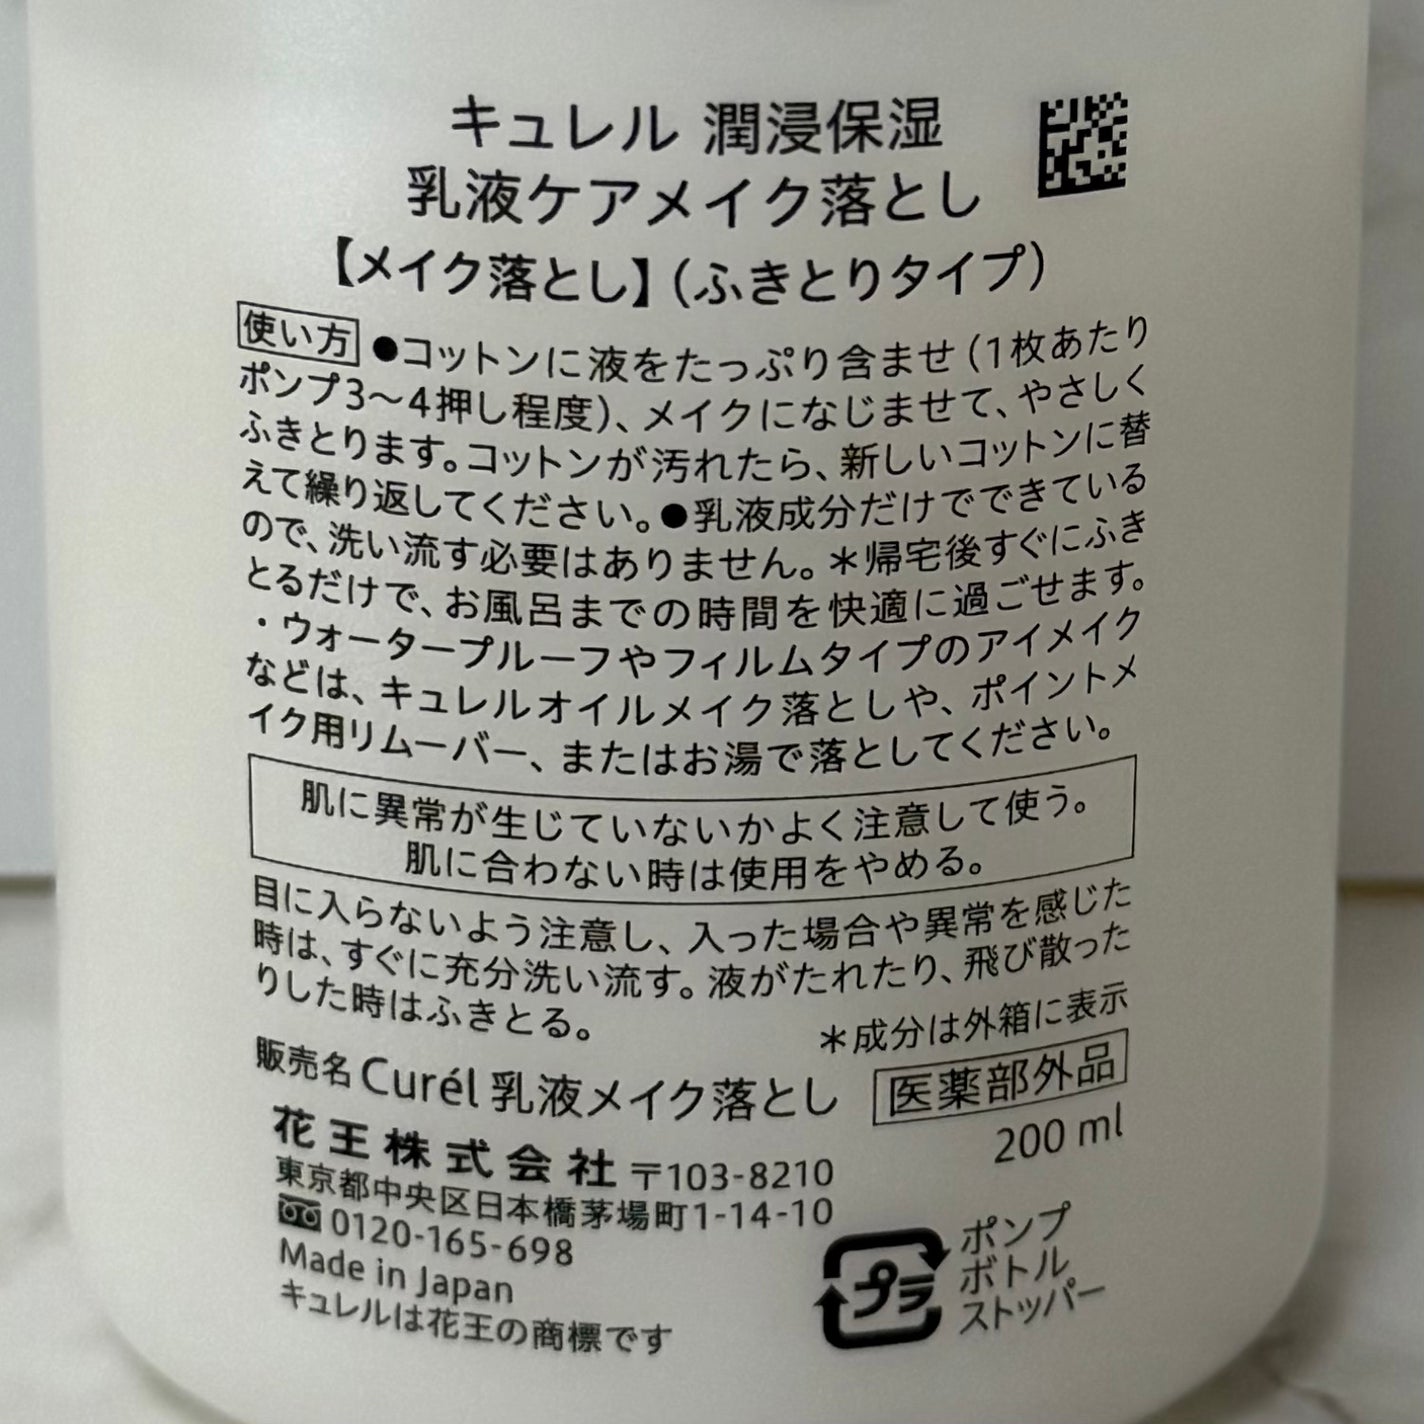 キュレル 潤浸保湿
乳液ケアメイク落とし
【メイク落とし】（ふきとりタイプ）
使い方 ●コットンに液をたっぷり含ませ（1枚あたり
ポンプ3〜4押し程度）、メイクになじませて、やさしく
ふきとります。コットンが汚れたら、新しいコットンに替
えて繰り返してください。●乳液成分だけでできている
ので、洗い流す必要はありません。＊帰宅後すぐにふき
とるだけで、お風呂までの時間を快適に過ごせます。
・ウォータープルーフやフィルムタイプのアイメイク
などは、キュレルオイルメイク落としや、ポイントメ
イク用リムーバー、またはお湯で落としてください。
肌に異常が生じていないかよく注意して使う。
肌に合わない時は使用をやめる。
目に入らないよう注意し、入った場合や異常を感じた
時は、すぐに充分洗い流す。液がたれたり、飛び散った
りした時はふきとる。
＊成分は外箱に表示
販売名 Curél 乳液メイク落とし
医薬部外品
200 ml
花王株式会社 〒103-8210
東京都中央区日本橋茅場町1-14-10
0120-165-698
Made in Japan
キュレルは花王の商標です
プラ
ポンプ
ボトル
ストッパー